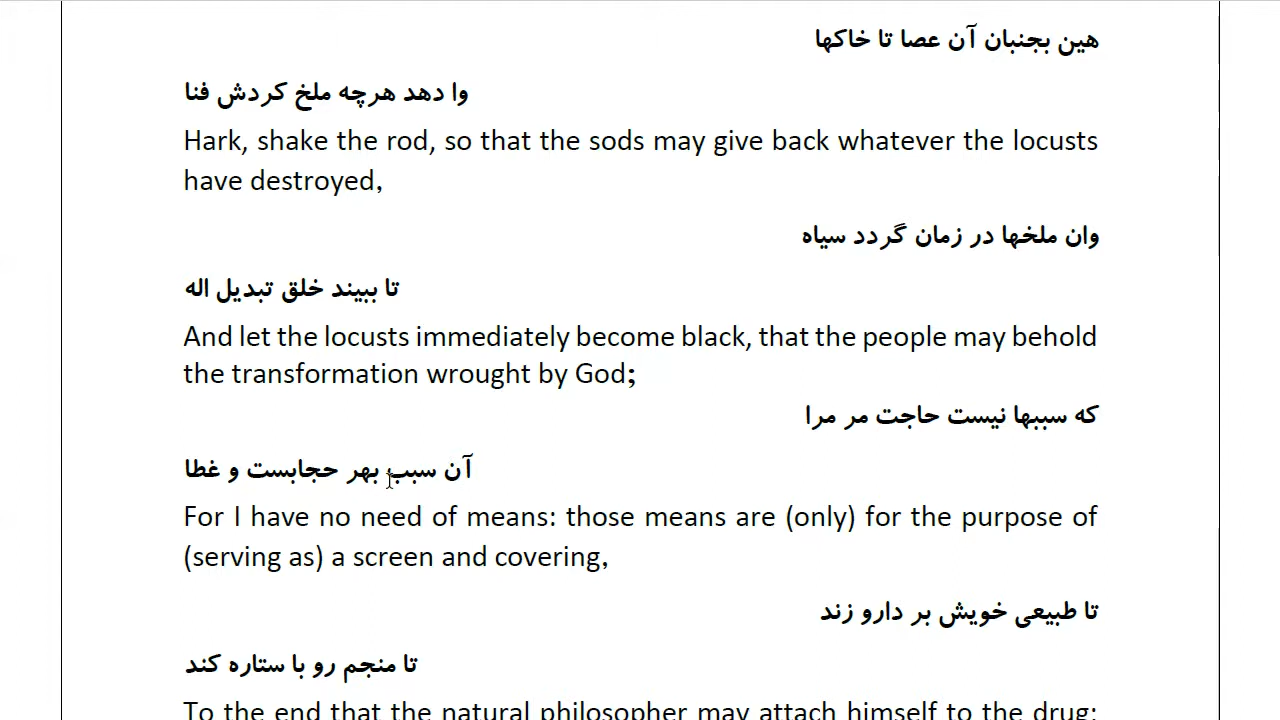 هین بجنبان آن عصا تا خاکها
وا دهد هرچه ملخ کردش فنا
Hark, shake the rod, so that the sods may give back whatever the locusts
have destroyed,
وان ملخها در زمان گردد سیاه
تا ببیند خلق تبدیل اله
And let the locusts immediately become black, that the people may behold
the transformation wrought by God;
که سببها نیست حاجت مر مرا
آن سبب بهر حجابست و غطا
For I have no need of means: those means are (only) for the purpose of
(serving as) a screen and covering,
تا طبیعی خویش بر دارو زند
تا منجم رو با ستاره کند
To the end that the natural philosopher may attach himself to the drug;